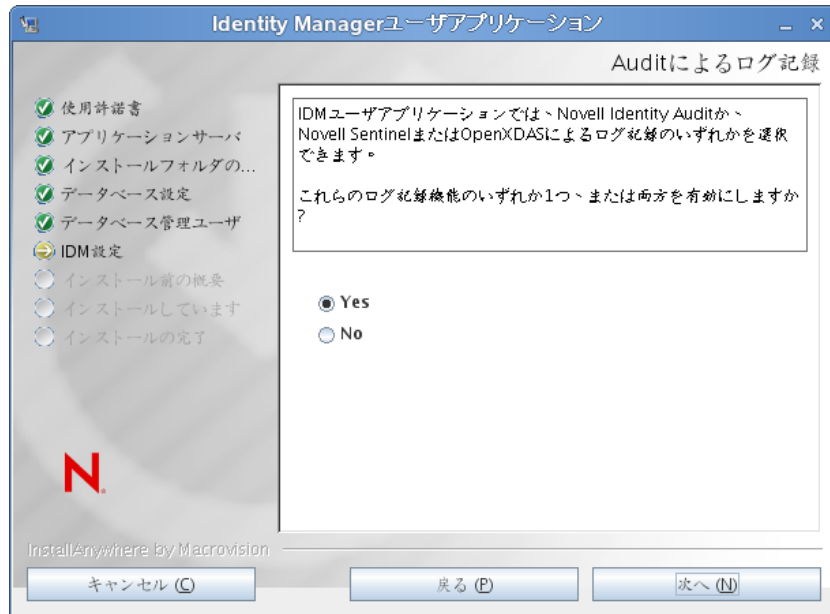 Identity Managerユーザアプリケーション
Auditによるログ記録
使用許諾書
アプリケーションサーバ
インストールフォルダの...
データベース設定
データベース管理ユーザ
IDM設定
インストール前の概要
インストールしています
インストールの完了
IDMユーザアプリケーションでは、Novell Identity Auditか、
Novell SentinelまたはOpenXDASによるログ記録のいずれかを選択
できます。
これらのログ記録機能のいずれか1つ、または両方を有効にしますか
?
Yes
No
N
InstallAnywhere by Macrovision
キャンセル (C)
戻る (P)
次へ (N)